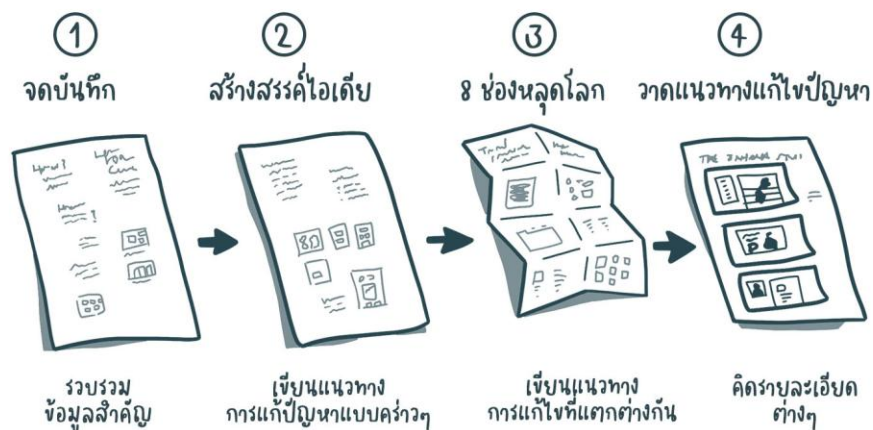 1
จดบันทึก
รวบรวม
ข้อมูลสำคัญ
2
สร้างสรรค์ไอเดีย
เขียนแนวทาง
การแก้ปัญหาแบบคร่าวๆ
3
8 ช่องหลุดโลก
เขียนแนวทาง
การแก้ไขที่แตกต่างกัน
4
วาดแนวทางแก้ไขปัญหา
คิดรายละเอียด
ต่างๆ